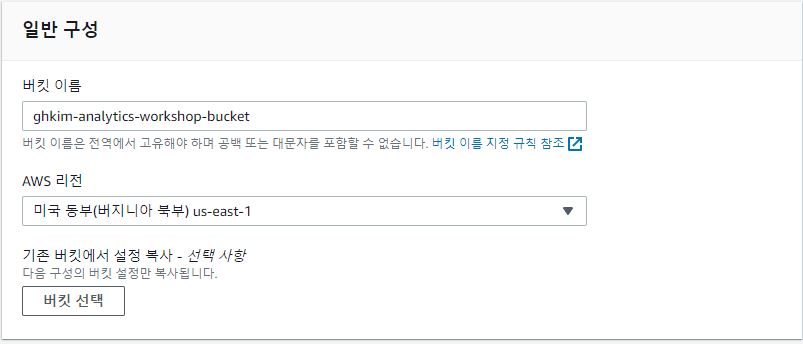 일반 구성
버킷 이름
ghkim-analytics-workshop-bucket
버킷 이름은 전역에서 고유해야 하며 공백 또는 대문자를 포함할 수 없습니다. 버킷 이름 지정 규칙 참조
AWS 리전
미국 동부(버지니아 북부) us-east-1
기존 버킷에서 설정 복사 - 선택 사항
다음 구성의 버킷 설정만 복사됩니다.
버킷 선택